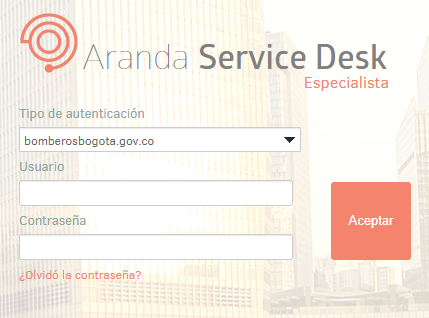 Aranda Service Desk
Especialista
Tipo de autenticación
bomberosbogota.gov.co
Usuario
Contraseña
Aceptar
¿Olvidó la contraseña?